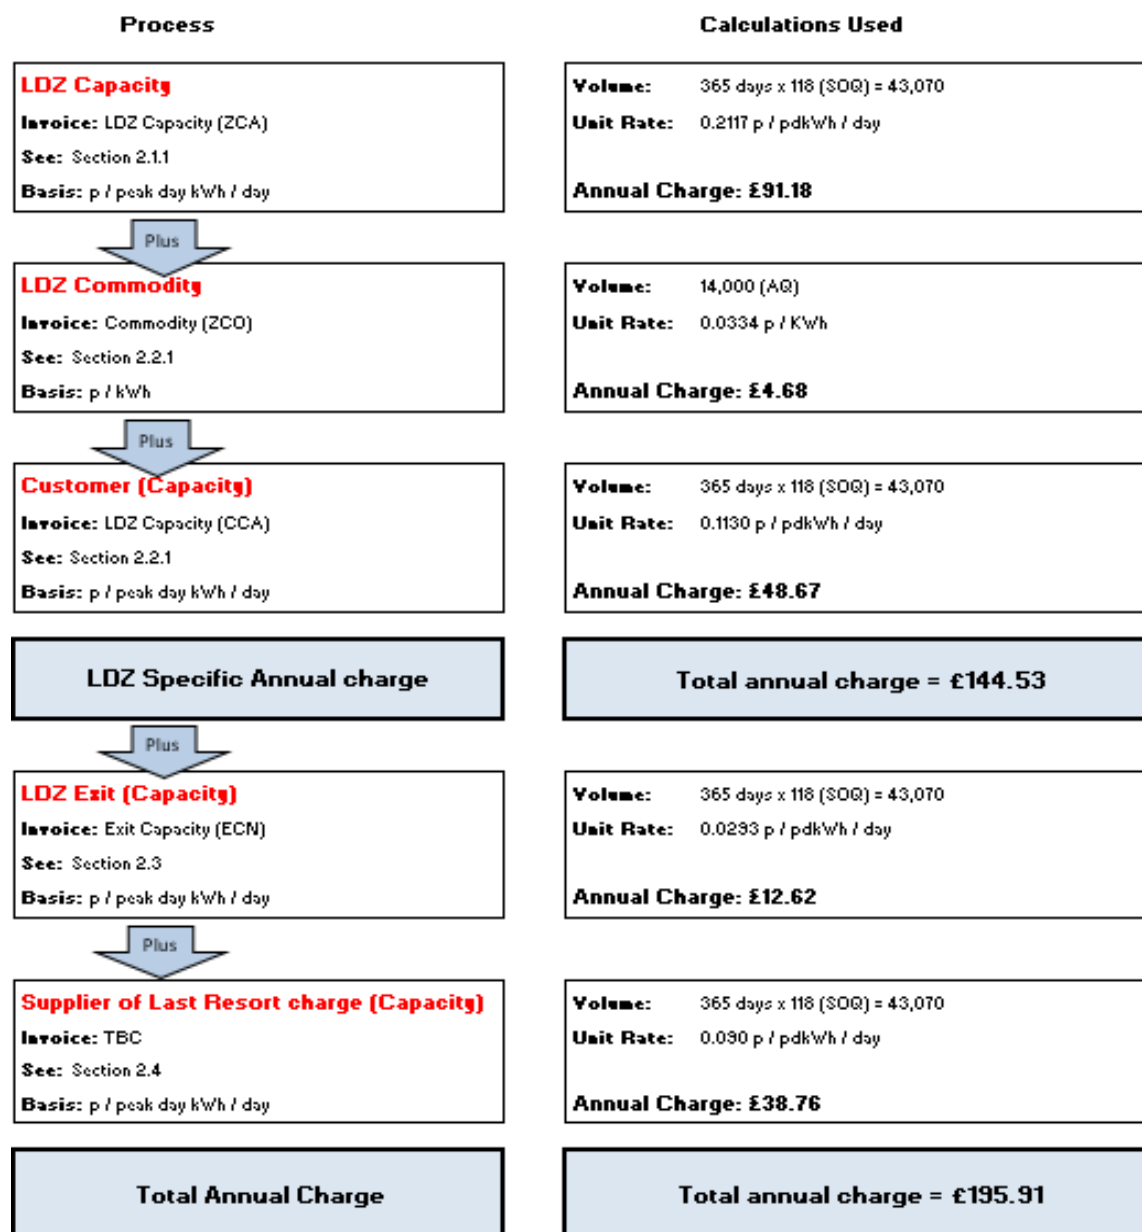 Process
Calculations Used
LDZ Capacity
Invoice: LDZ Capacity (ZCA)
See: Section 2.1.1
Basis: p / peak day kWh / day
Volume: 365 days x 118 (SOQ) = 43,070
Unit Rate: 0.2117 p / pdkWh / day
Annual Charge: £91.18
Plus
LDZ Commodity
Invoice: Commodity (ZCO)
See: Section 2.2.1
Basis: p / kWh
Volume: 14,000 (AQ)
Unit Rate: 0.0334 p / KWh
Annual Charge: £4.68
Plus
Customer (Capacity)
Invoice: LDZ Capacity (CCA)
See: Section 2.2.1
Basis: p / peak day kWh / day
Volume: 365 days x 118 (SOQ) = 43,070
Unit Rate: 0.1130 p / pdkWh / day
Annual Charge: £48.67
LDZ Specific Annual charge
Total annual charge = £144.53
Plus
LDZ Exit (Capacity)
Invoice: Exit Capacity (ECN)
See: Section 2.3
Basis: p / peak day kWh / day
Volume: 365 days x 118 (SOQ) = 43,070
Unit Rate: 0.0293 p / pdkWh / day
Annual Charge: £12.62
Plus
Supplier of Last Resort charge (Capacity)
Invoice: TBC
See: Section 2.4
Basis: p / peak day kWh / day
Volume: 365 days x 118 (SOQ) = 43,070
Unit Rate: 0.090 p / pdkWh / day
Annual Charge: £38.76
Total Annual Charge
Total annual charge = £195.91